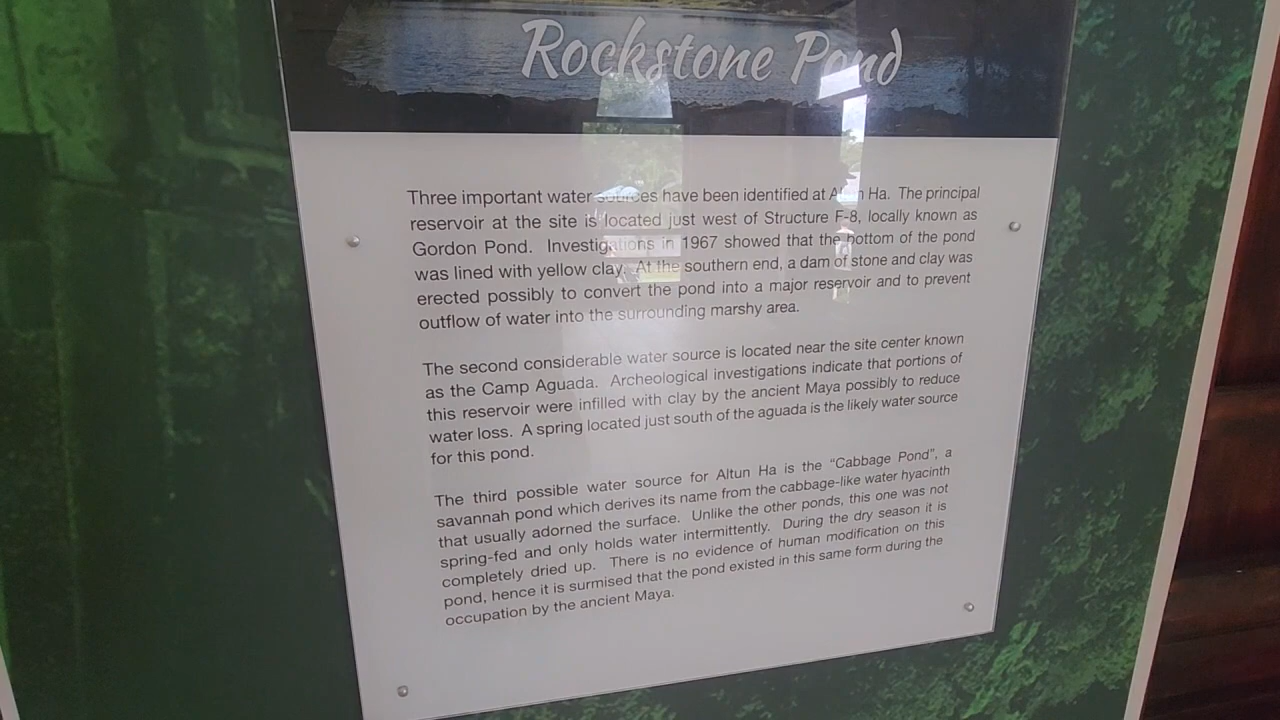 Rockstone Pond
Three important water sources have been identified at Altun Ha. The principal
reservoir at the site is located just west of Structure F-8, locally known as
Gordon Pond. Investigations in 1967 showed that the bottom of the pond
was lined with yellow clay. At the southern end, a dam of stone and clay was
erected possibly to convert the pond into a major reservoir and to prevent
outflow of water into the surrounding marshy area.
The second considerable water source is located near the site center known
as the Camp Aguada. Archeological investigations indicate that portions of
this reservoir were infilled with clay by the ancient Maya possibly to reduce
water loss. A spring located just south of the aguada is the likely water source
for this pond.
The third possible water source for Altun Ha is the “Cabbage Pond”, a
savannah pond which derives its name from the cabbage-like water hyacinth
that usually adorned the surface. Unlike the other ponds, this one was not
spring-fed and only holds water intermittently. During the dry season it is
completely dried up. There is no evidence of human modification on this
pond, hence it is surmised that the pond existed in this same form during the
occupation by the ancient Maya.